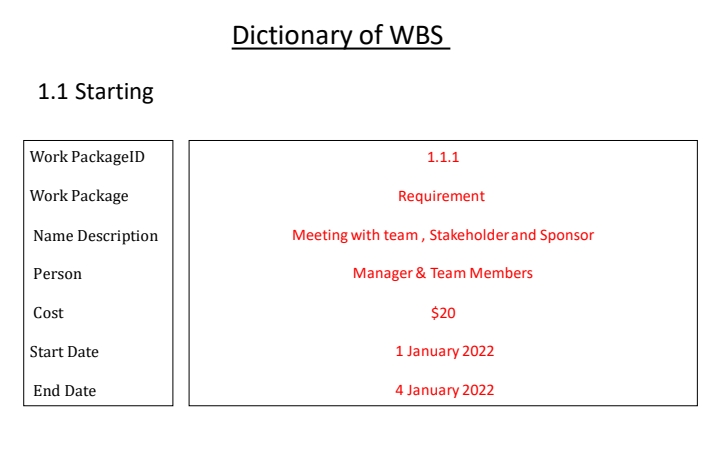 Dictionary of WBS
1.1 Starting
Work PackageID 1.1.1
Work Package Requirement
Name Description Meeting with team , Stakeholder and Sponsor
Person Manager & Team Members
Cost $20
Start Date 1 January 2022
End Date 4 January 2022